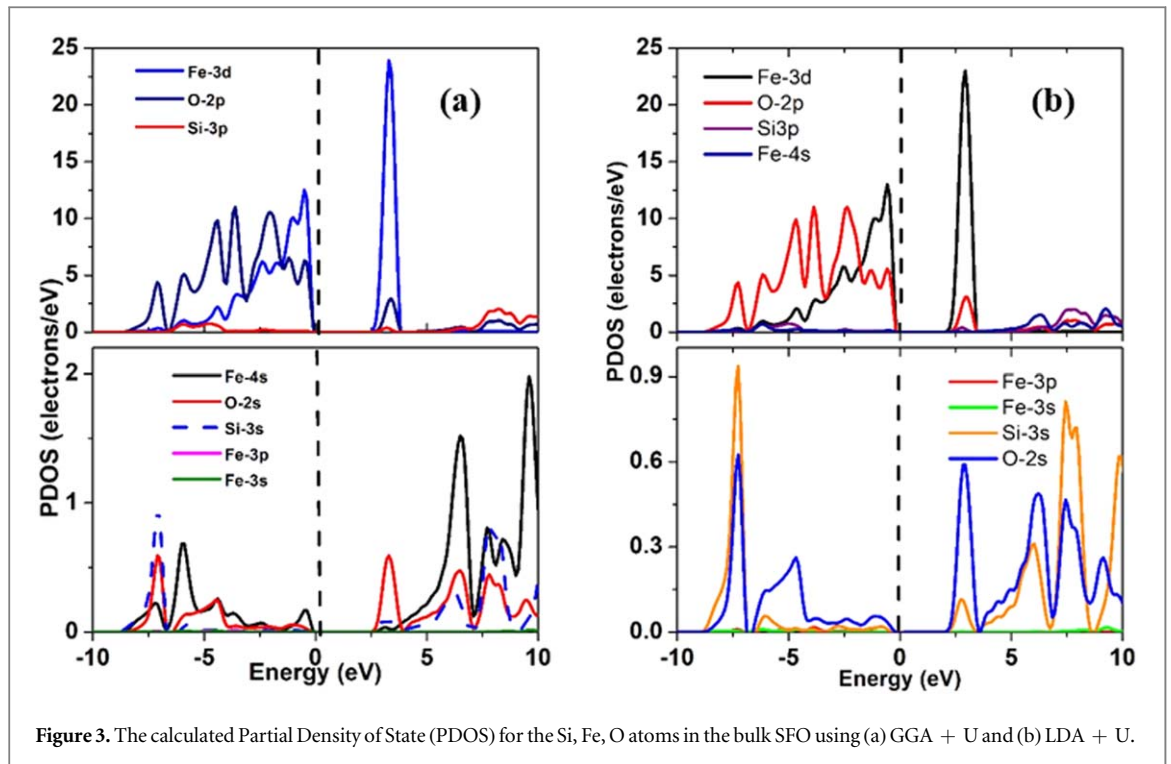 25
20
15
10
5
0
Fe-3d
O-2p
Si-3p
(a)
PDOS (electrons/eV)
2
1
0
Fe-4s
O-2s
Si-3s
Fe-3p
Fe-3s
-10 -5 0 5 10
Energy (eV)
25
20
15
10
5
0
Fe-3d
O-2p
Si3p
Fe-4s
(b)
PDOS (electrons/eV)
0.9
0.6
0.3
0.0
Fe-3p
Fe-3s
Si-3s
O-2s
-10 -5 0 5 10
Energy (eV)
Figure 3. The calculated Partial Density of State (PDOS) for the Si, Fe, O atoms in the bulk SFO using (a) GGA + U and (b) LDA + U.